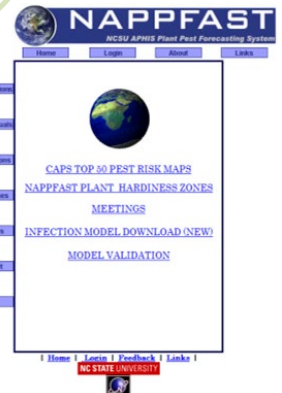 NAPPFAST
NCSU APHIS Plant Pest Forecasting System
Home Login About Links
CAPS TOP 50 PEST RISK MAPS
NAPPFAST PLANT HARDINESS ZONES
MEETINGS
INFECTION MODEL DOWNLOAD (NEW)
MODEL VALIDATION
| Home | Login | Feedback | Links |
NC STATE UNIVERSITY